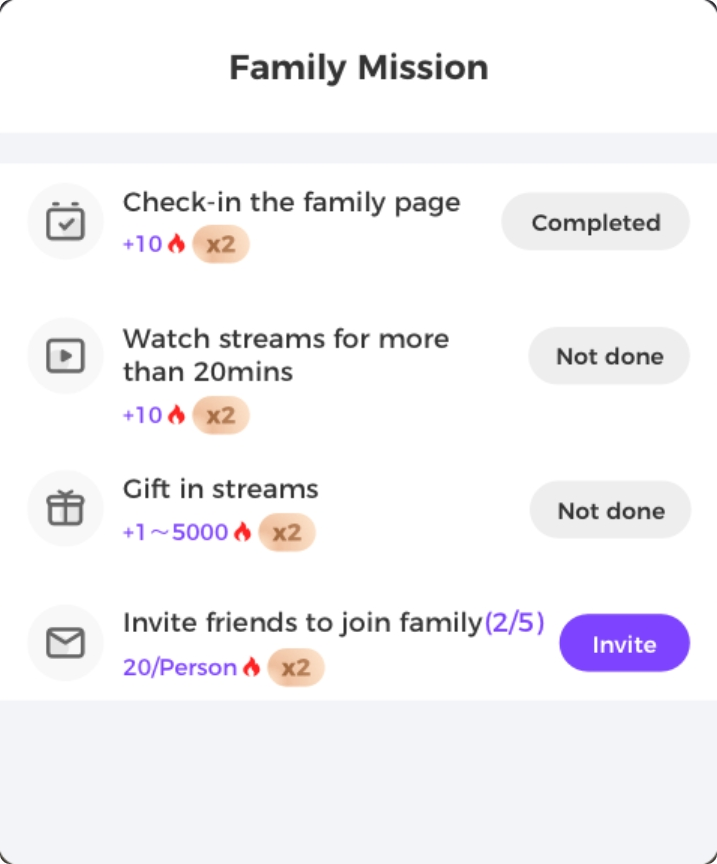 Family Mission
Check-in the family page
+10 x2
Completed
Watch streams for more
than 20mins
+10 x2
Not done
Gift in streams
+1~5000 x2
Not done
Invite friends to join family(2/5)
20/Person x2
Invite